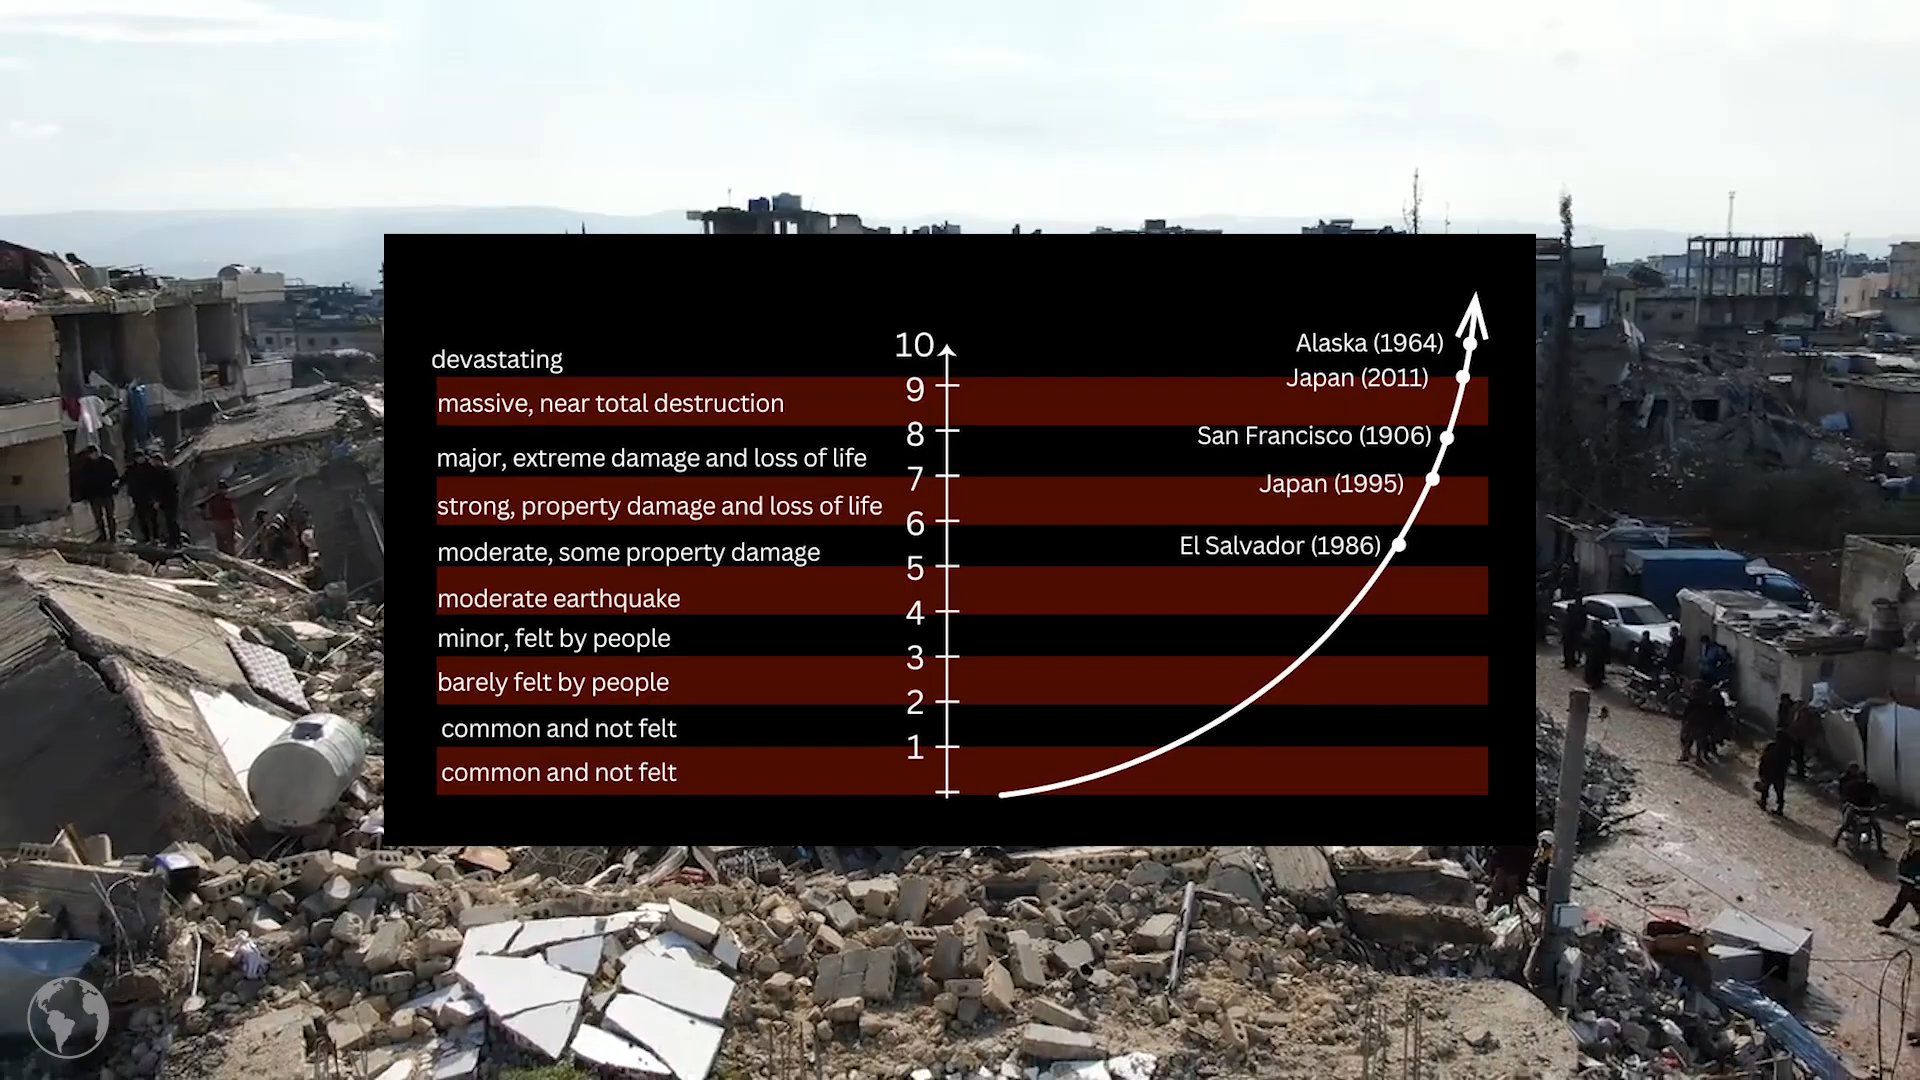 devastating
massive, near total destruction
major, extreme damage and loss of life
strong, property damage and loss of life
moderate, some property damage
moderate earthquake
minor, felt by people
barely felt by people
common and not felt
common and not felt
10
9
8
7
6
5
4
3
2
1
Alaska (1964)
Japan (2011)
San Francisco (1906)
Japan (1995)
El Salvador (1986)